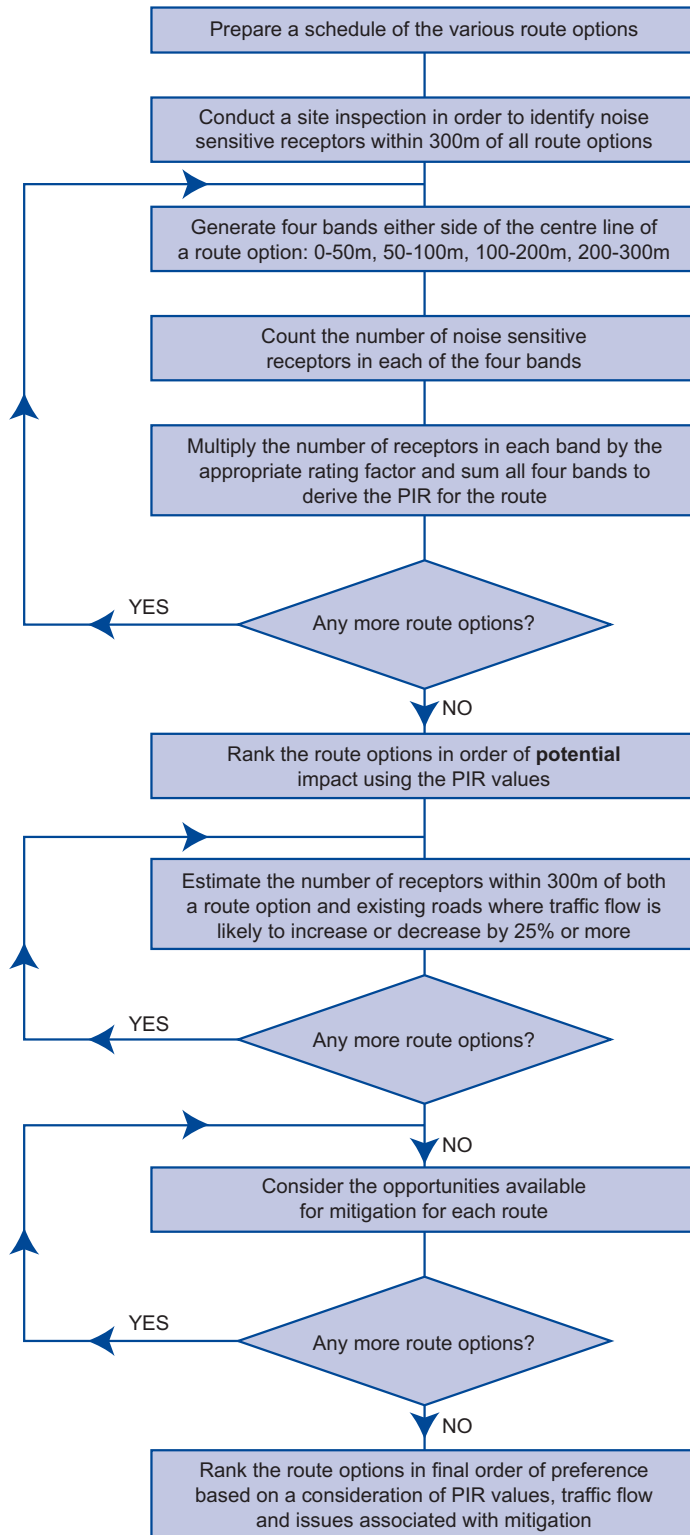 Prepare a schedule of the various route options
Conduct a site inspection in order to identify noise
sensitive receptors within 300m of all route options
Generate four bands either side of the centre line of
a route option: 0-50m, 50-100m, 100-200m, 200-300m
Count the number of noise sensitive
receptors in each of the four bands
Multiply the number of receptors in each band by the
appropriate rating factor and sum all four bands to
derive the PIR for the route
YES
Any more route options?
NO
Rank the route options in order of potential
impact using the PIR values
Estimate the number of receptors within 300m of both
a route option and existing roads where traffic flow is
likely to increase or decrease by 25% or more
YES
Any more route options?
NO
Consider the opportunities available
for mitigation for each route
YES
Any more route options?
NO
Rank the route options in final order of preference
based on a consideration of PIR values, traffic flow
and issues associated with mitigation